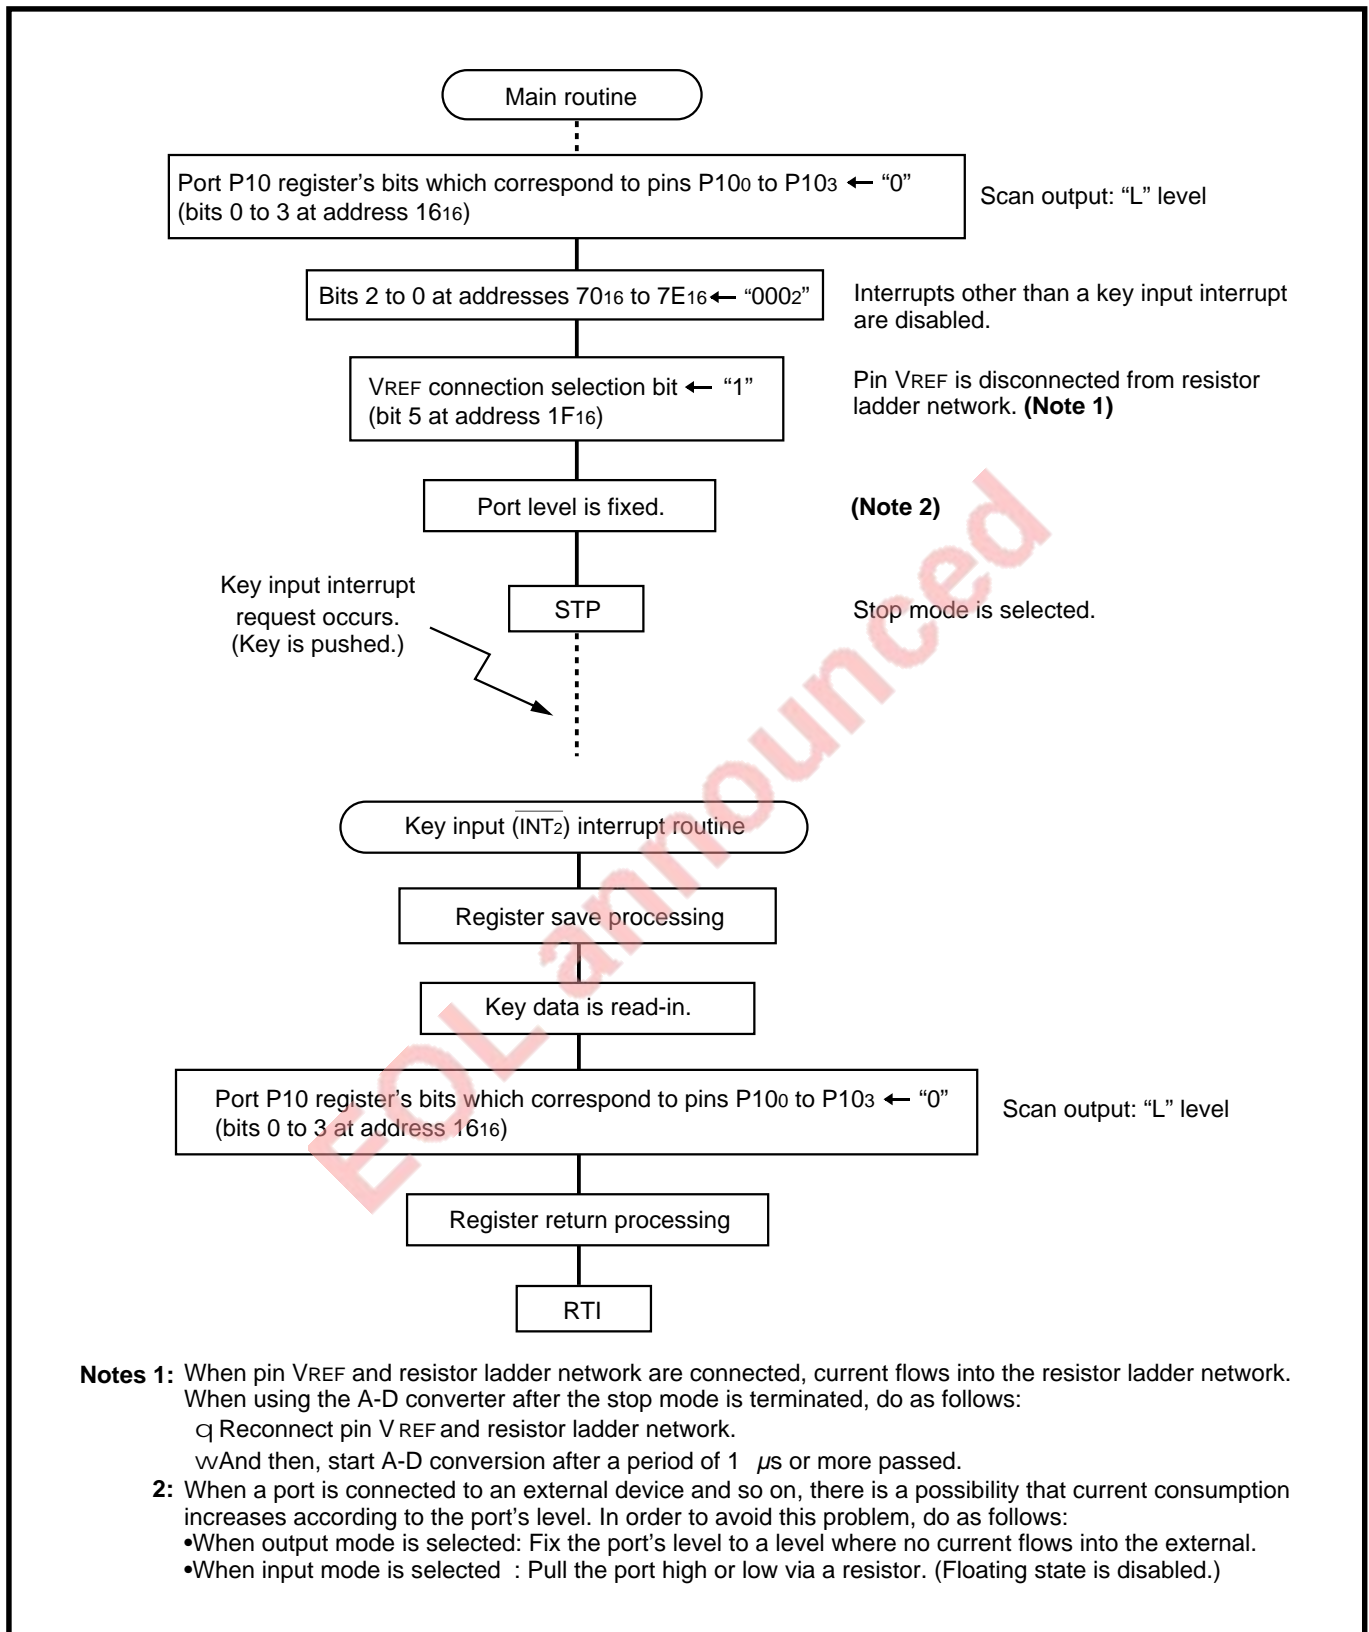 Main routine
Port P10 register's bits which correspond to pins P100 to P103 ← “0”
(bits 0 to 3 at address 1616)
Scan output: “L” level
Bits 2 to 0 at addresses 7016 to 7E16 ← “0002”
Interrupts other than a key input interrupt
are disabled.
VREF connection selection bit ← “1”
(bit 5 at address 1F16)
Pin VREF is disconnected from resistor
ladder network. (Note 1)
Port level is fixed.
(Note 2)
Key input interrupt
request occurs.
(Key is pushed.)
STP
Stop mode is selected.
Key input (INT2) interrupt routine
Register save processing
Key data is read-in.
Port P10 register's bits which correspond to pins P100 to P103 ← “0”
(bits 0 to 3 at address 1616)
Scan output: “L” level
Register return processing
RTI
EOL announced
Notes 1: When pin VREF and resistor ladder network are connected, current flows into the resistor ladder network.
When using the A-D converter after the stop mode is terminated, do as follows:
q Reconnect pin VREF and resistor ladder network.
wAnd then, start A-D conversion after a period of 1 µs or more passed.
2: When a port is connected to an external device and so on, there is a possibility that current consumption
increases according to the port's level. In order to avoid this problem, do as follows:
•When output mode is selected: Fix the port's level to a level where no current flows into the external.
•When input mode is selected : Pull the port high or low via a resistor. (Floating state is disabled.)